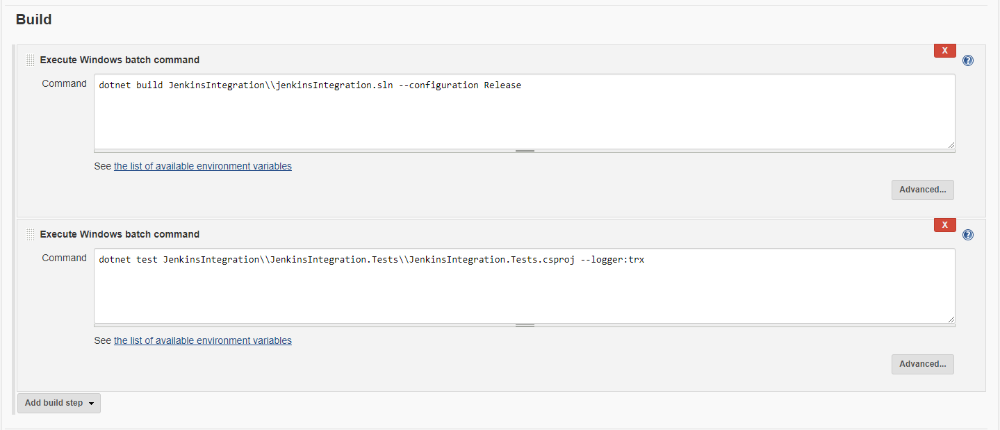 Build
Execute Windows batch command
X
?
Command
dotnet build JenkinsIntegration\\jenkinsIntegration.sln --configuration Release
See the list of available environment variables
Advanced...
Execute Windows batch command
X
?
Command
dotnet test JenkinsIntegration\\JenkinsIntegration.Tests\\JenkinsIntegration.Tests.csproj --logger:trx
See the list of available environment variables
Advanced...
Add build step